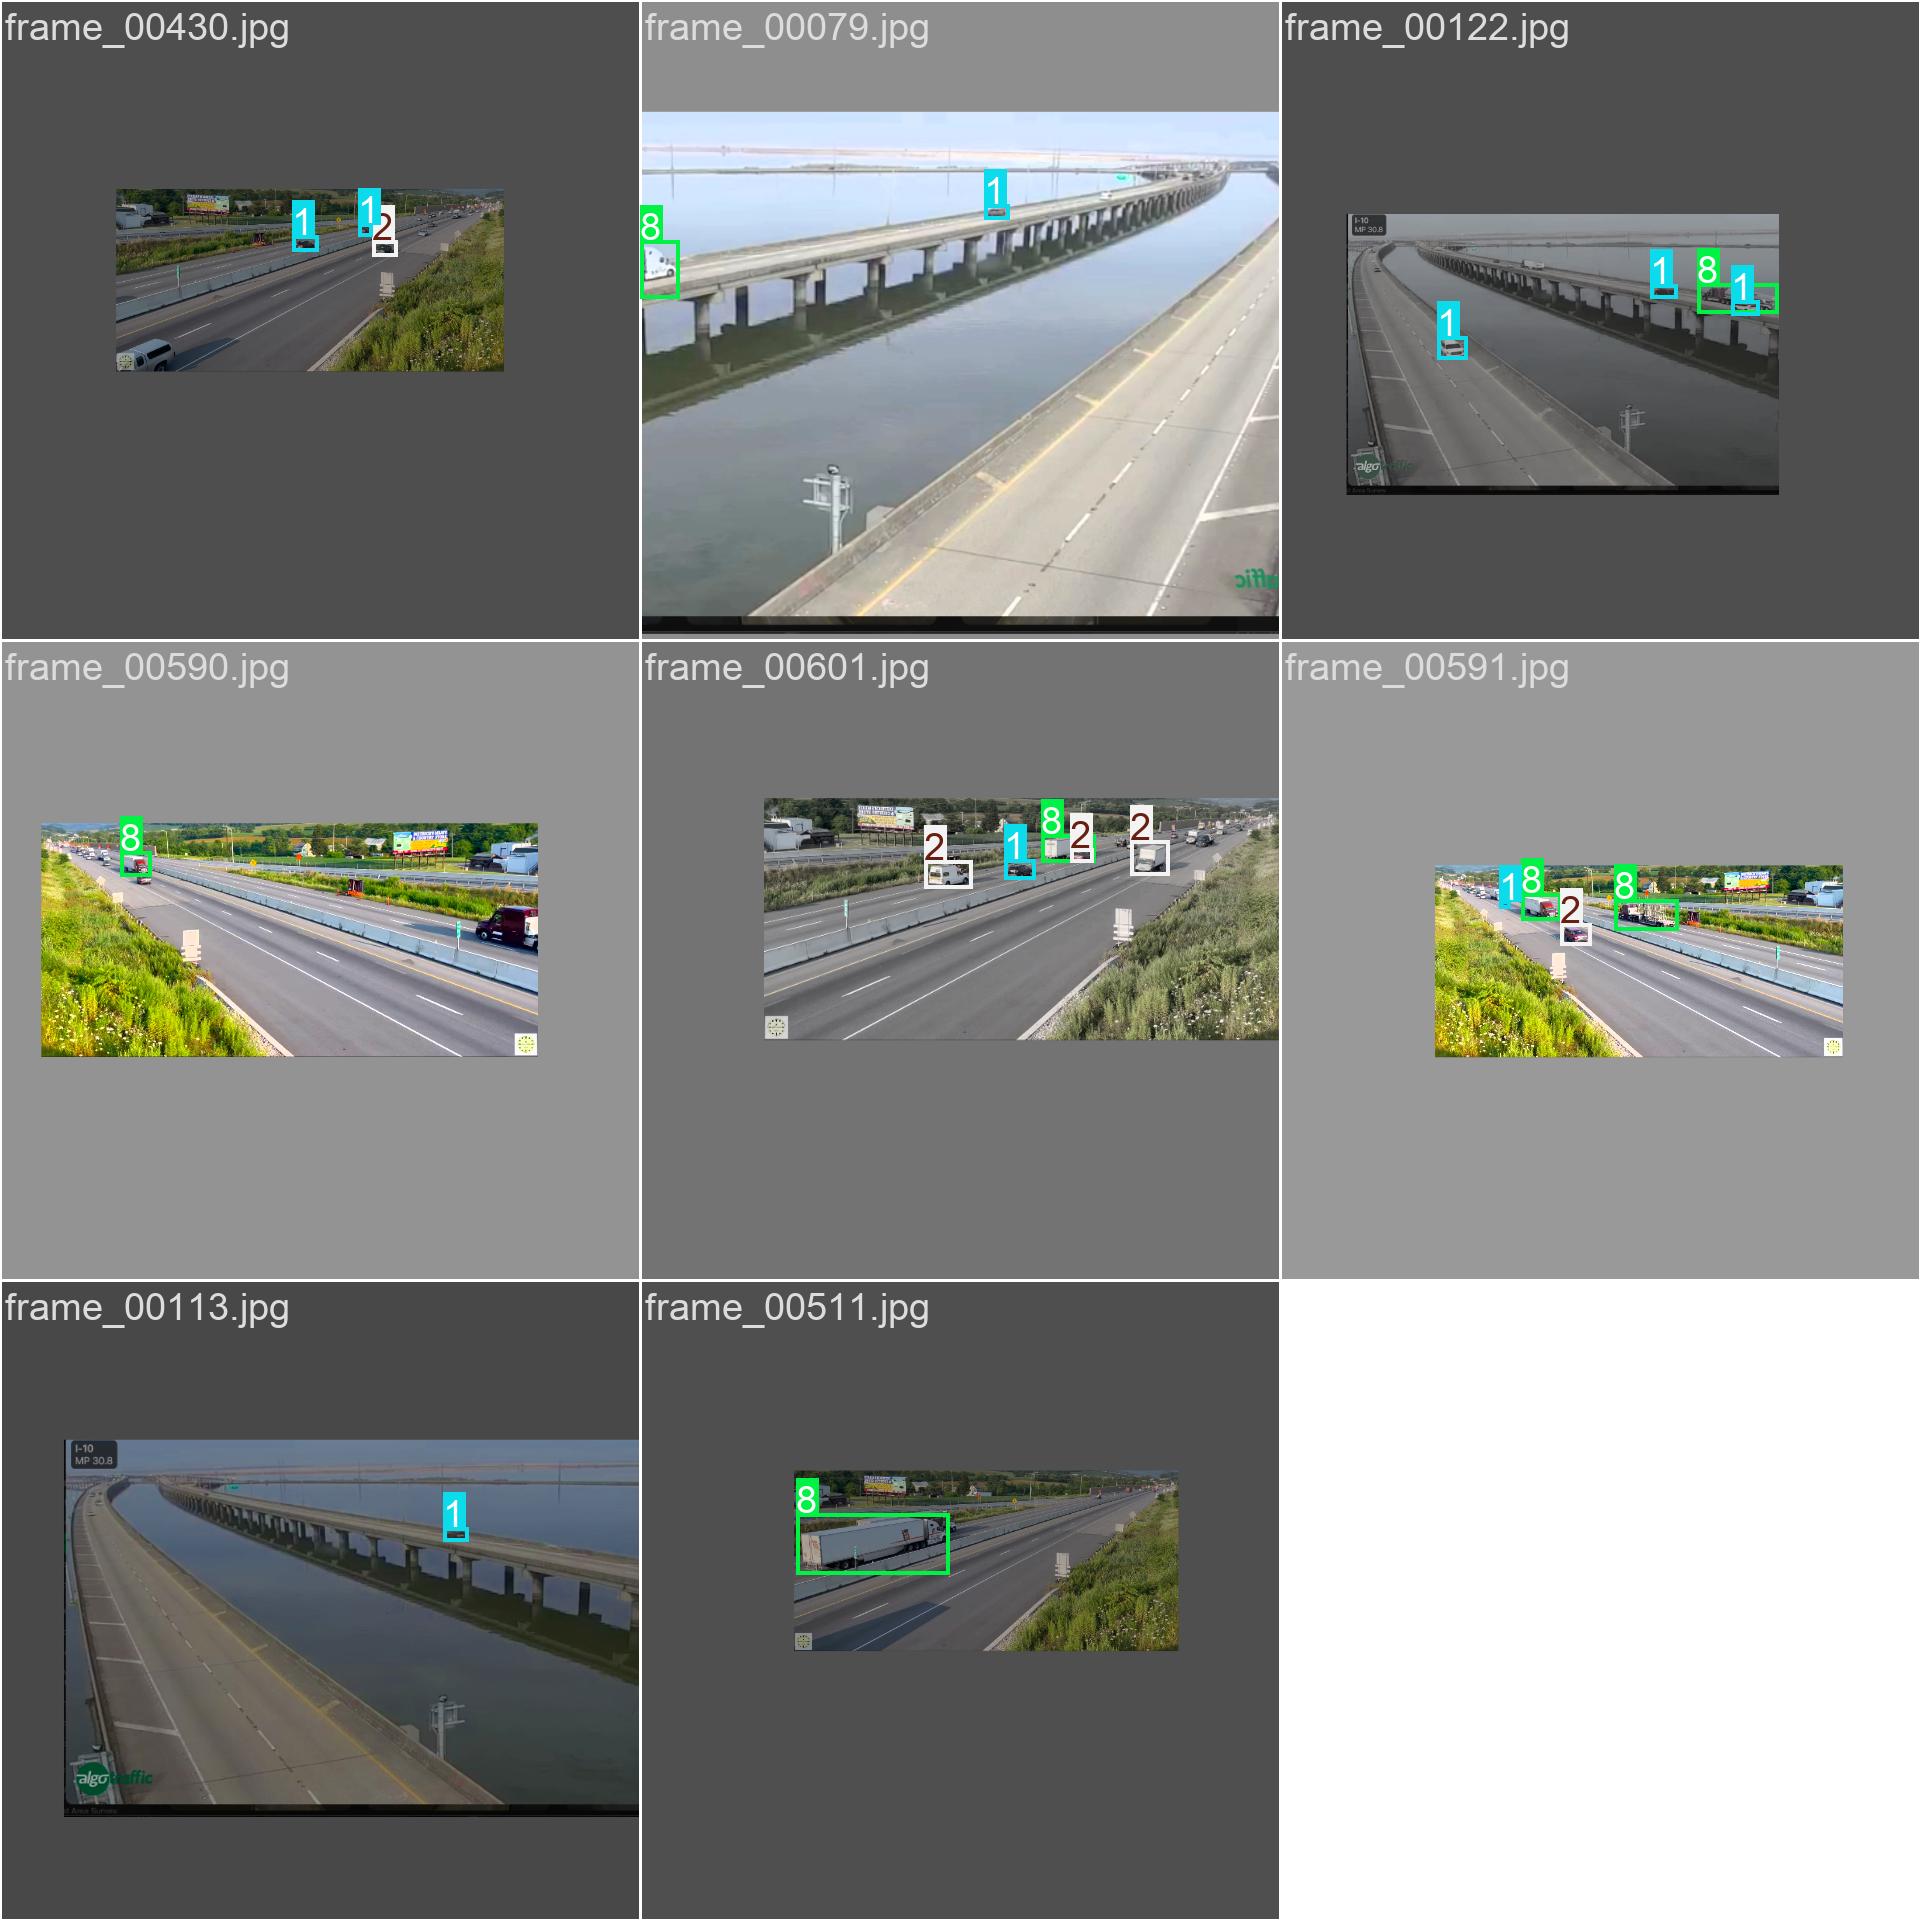 frame_00430.jpg
1
1
2
frame_00079.jpg
1
8
frame_00122.jpg
I-10
MP 30.8
1
8
1
1
algo
frame_00590.jpg
8
frame_00601.jpg
8
2
2
1
2
frame_00591.jpg
1
8
8
2
frame_00113.jpg
I-10
MP 30.8
1
algo traffic
frame_00511.jpg
8